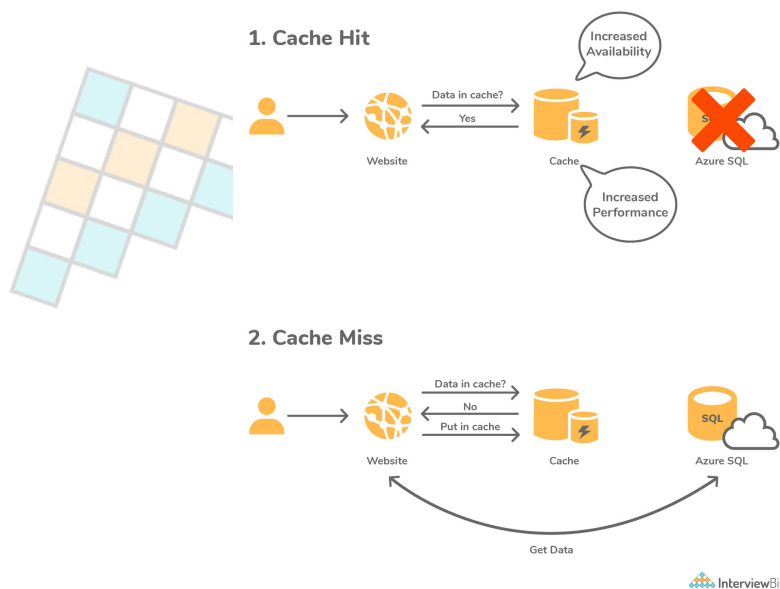 1. Cache Hit
Increased
Availability
Data in cache?
Yes
Website
Cache
Azure SQL
Increased
Performance
2. Cache Miss
Data in cache?
No
Put in cache
SQL
Website
Cache
Azure SQL
Get Data
InterviewBi